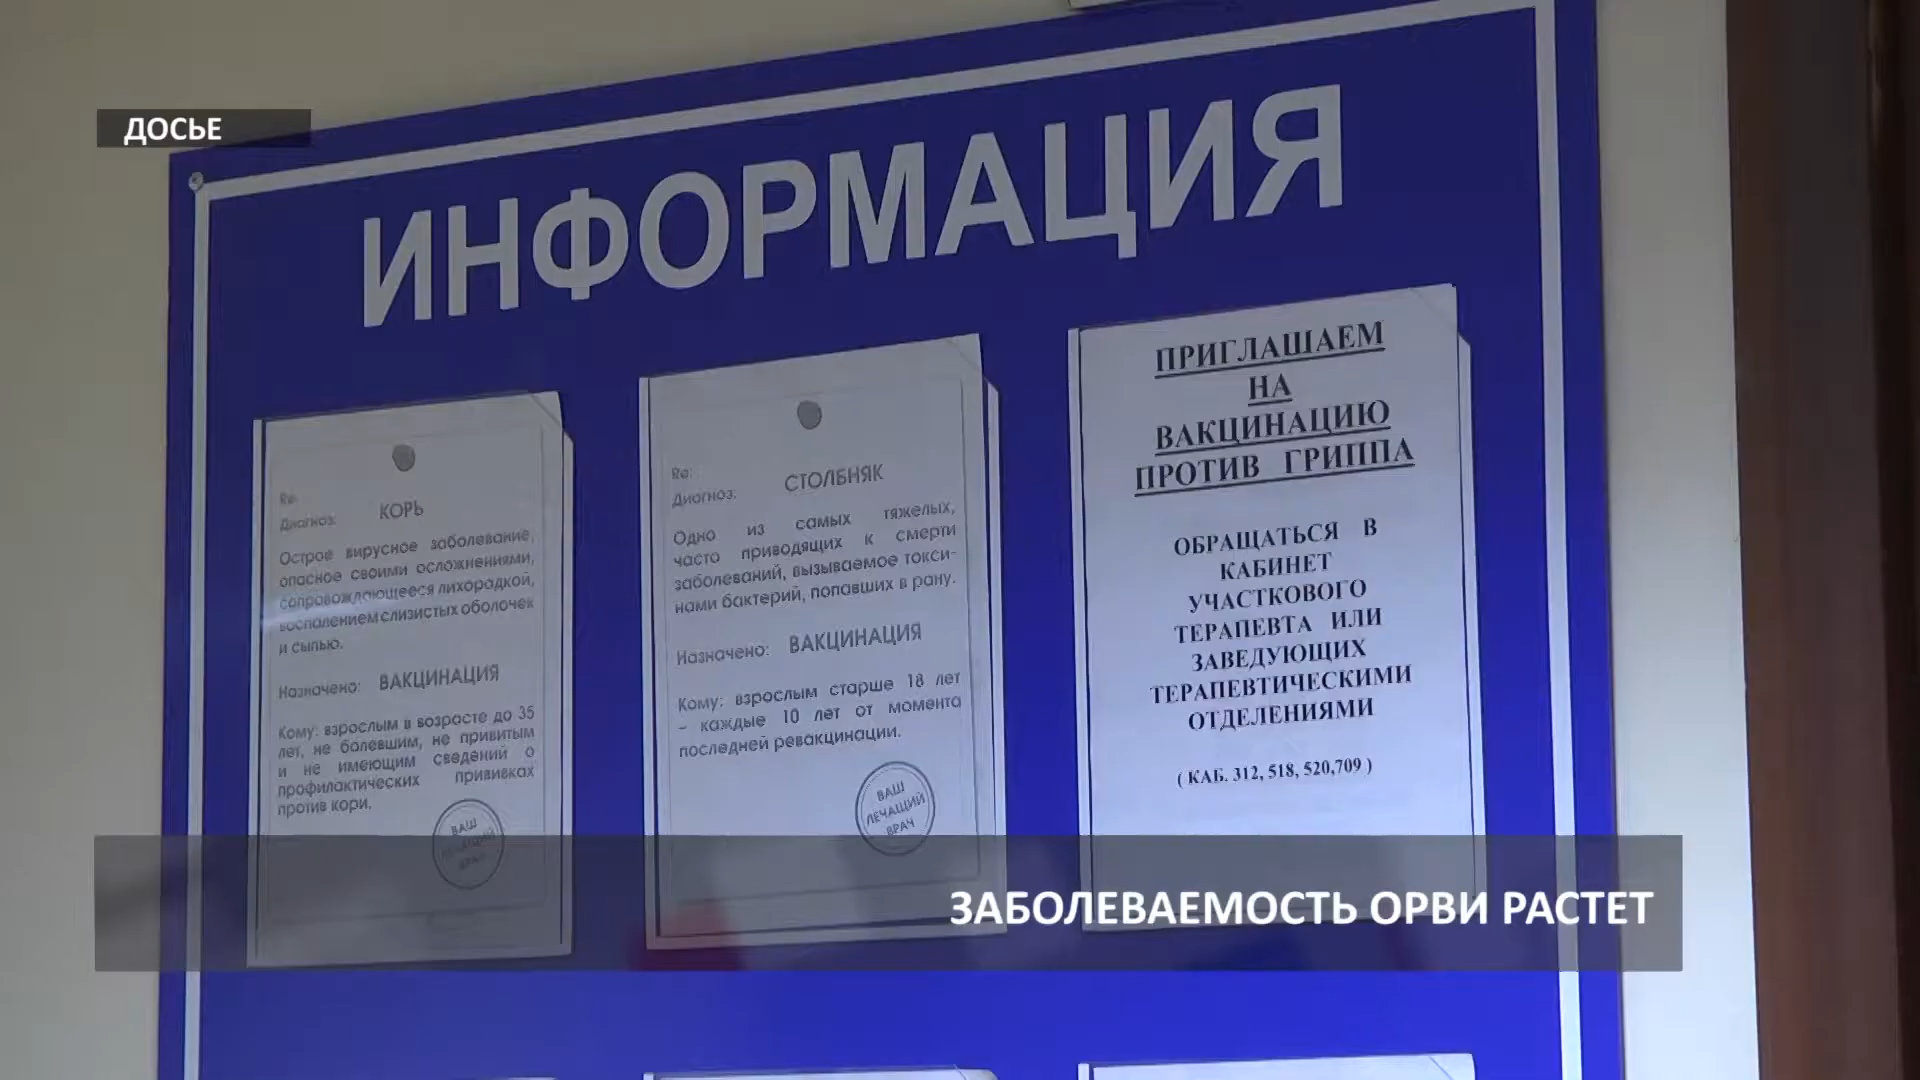 ДОСЬЕ
ИНФОРМАЦИЯ
Re:
Диагноз: КОРЬ
Острое вирусное заболевание,
опасное своими осложнениями,
сопровождающееся лихорадкой,
воспалением слизистых оболочек
и сыпью.
Назначено: ВАКЦИНАЦИЯ
Кому: взрослым в возрасте до 35
лет, не болевшим, не привитым
и не имеющим сведений о
профилактических прививках
против кори.
ВАШ
ЛЕЧАЩИЙ
ВРАЧ
Re:
Диагноз: СТОЛБНЯК
Одно из самых тяжелых,
часто приводящих к смерти
заболеваний, вызываемое токси-
нами бактерий, попавших в рану.
Назначено: ВАКЦИНАЦИЯ
Кому: взрослым старше 18 лет
– каждые 10 лет от момента
последней ревакцинации.
ВАШ
ЛЕЧАЩИЙ
ВРАЧ
ПРИГЛАШАЕМ
НА
ВАКЦИНАЦИЮ
ПРОТИВ ГРИППА
ОБРАЩАТЬСЯ В
КАБИНЕТ
УЧАСТКОВОГО
ТЕРАПЕВТА ИЛИ
ЗАВЕДУЮЩИХ
ТЕРАПЕВТИЧЕСКИМИ
ОТДЕЛЕНИЯМИ
( КАБ. 312, 518, 520,709 )
ЗАБОЛЕВАЕМОСТЬ ОРВИ РАСТЕТ